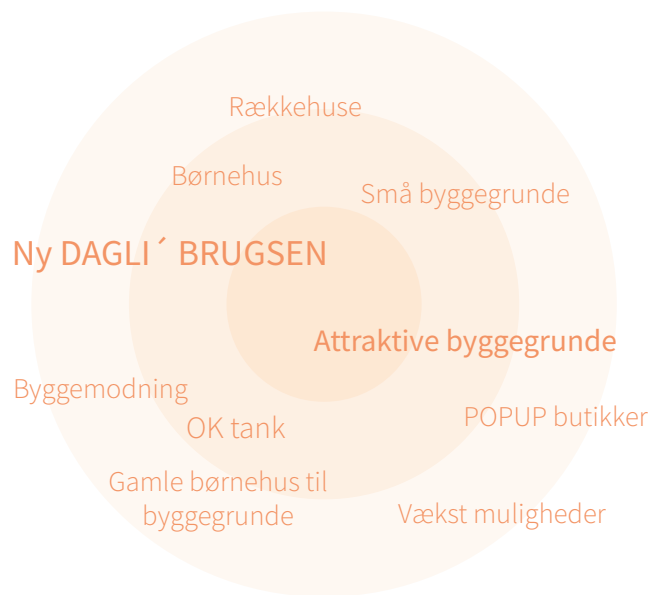 Rækkehuse
Børnehus
Små byggegrunde
Ny DAGLI´ BRUGSEN
Attraktive byggegrunde
Byggemodning
POPUP butikker
OK tank
Gamle børnehus til
byggegrunde
Vækst muligheder